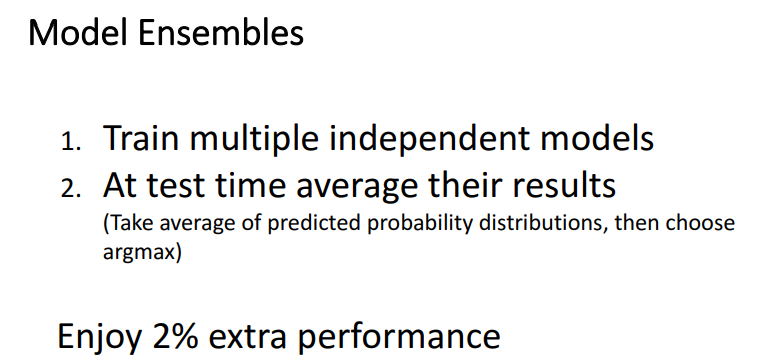 Model Ensembles
1. Train multiple independent models
2. At test time average their results
(Take average of predicted probability distributions, then choose
argmax)
Enjoy 2% extra performance